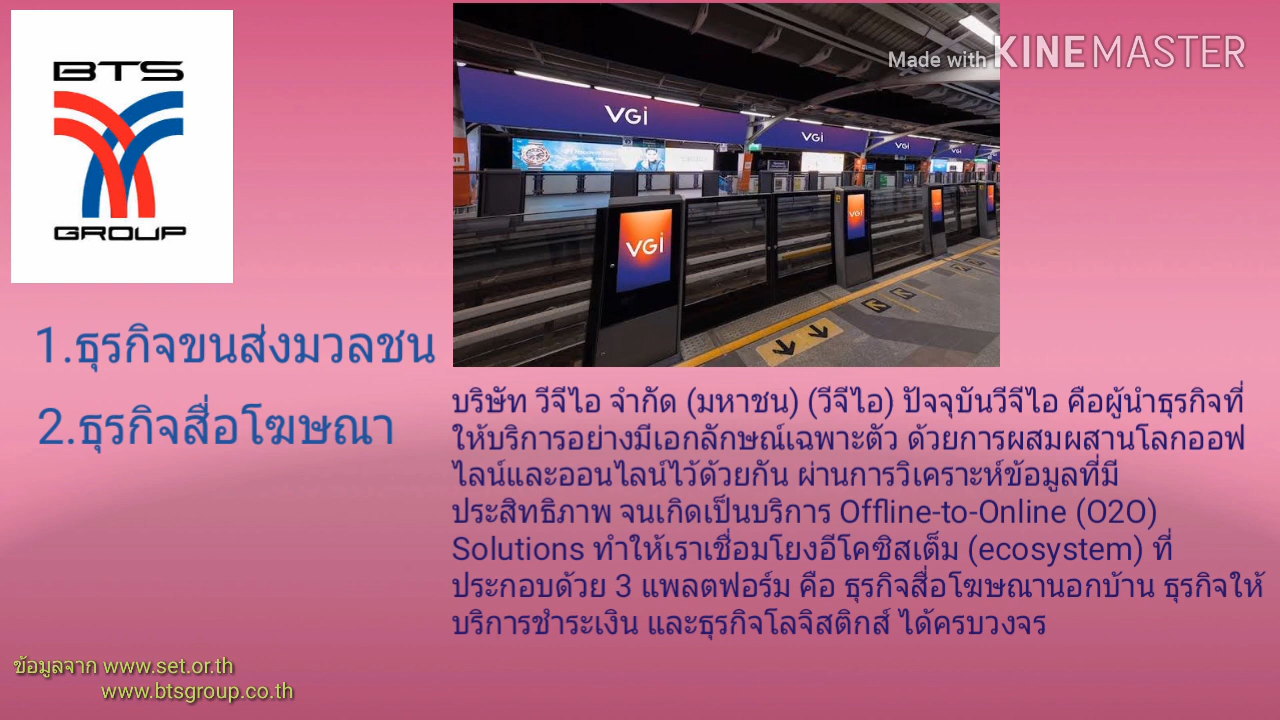 BTS
GROUP
Made with KINEMASTER
VGI
VGI
VGI
VGI
VGI
VGI
VGI
1.ธุรกิจขนส่งมวลชน
2.ธุรกิจสื่อโฆษณา
บริษัท วีจีไอ จำกัด (มหาชน) (วีจีไอ) ปัจจุบันวีจีไอ คือผู้นำธุรกิจที่
ให้บริการอย่างมีเอกลักษณ์เฉพาะตัว ด้วยการผสมผสานโลกออฟ
ไลน์และออนไลน์ไว้ด้วยกัน ผ่านการวิเคราะห์ข้อมูลที่มี
ประสิทธิภาพ จนเกิดเป็นบริการ Offline-to-Online (O2O)
Solutions ทำให้เราเชื่อมโยงอีโคซิสเต็ม (ecosystem) ที่
ประกอบด้วย 3 แพลตฟอร์ม คือ ธุรกิจสื่อโฆษณานอกบ้าน ธุรกิจให้
บริการชำระเงิน และธุรกิจโลจิสติกส์ ได้ครบวงจร
ข้อมูลจาก www.set.or.th
www.btsgroup.co.th